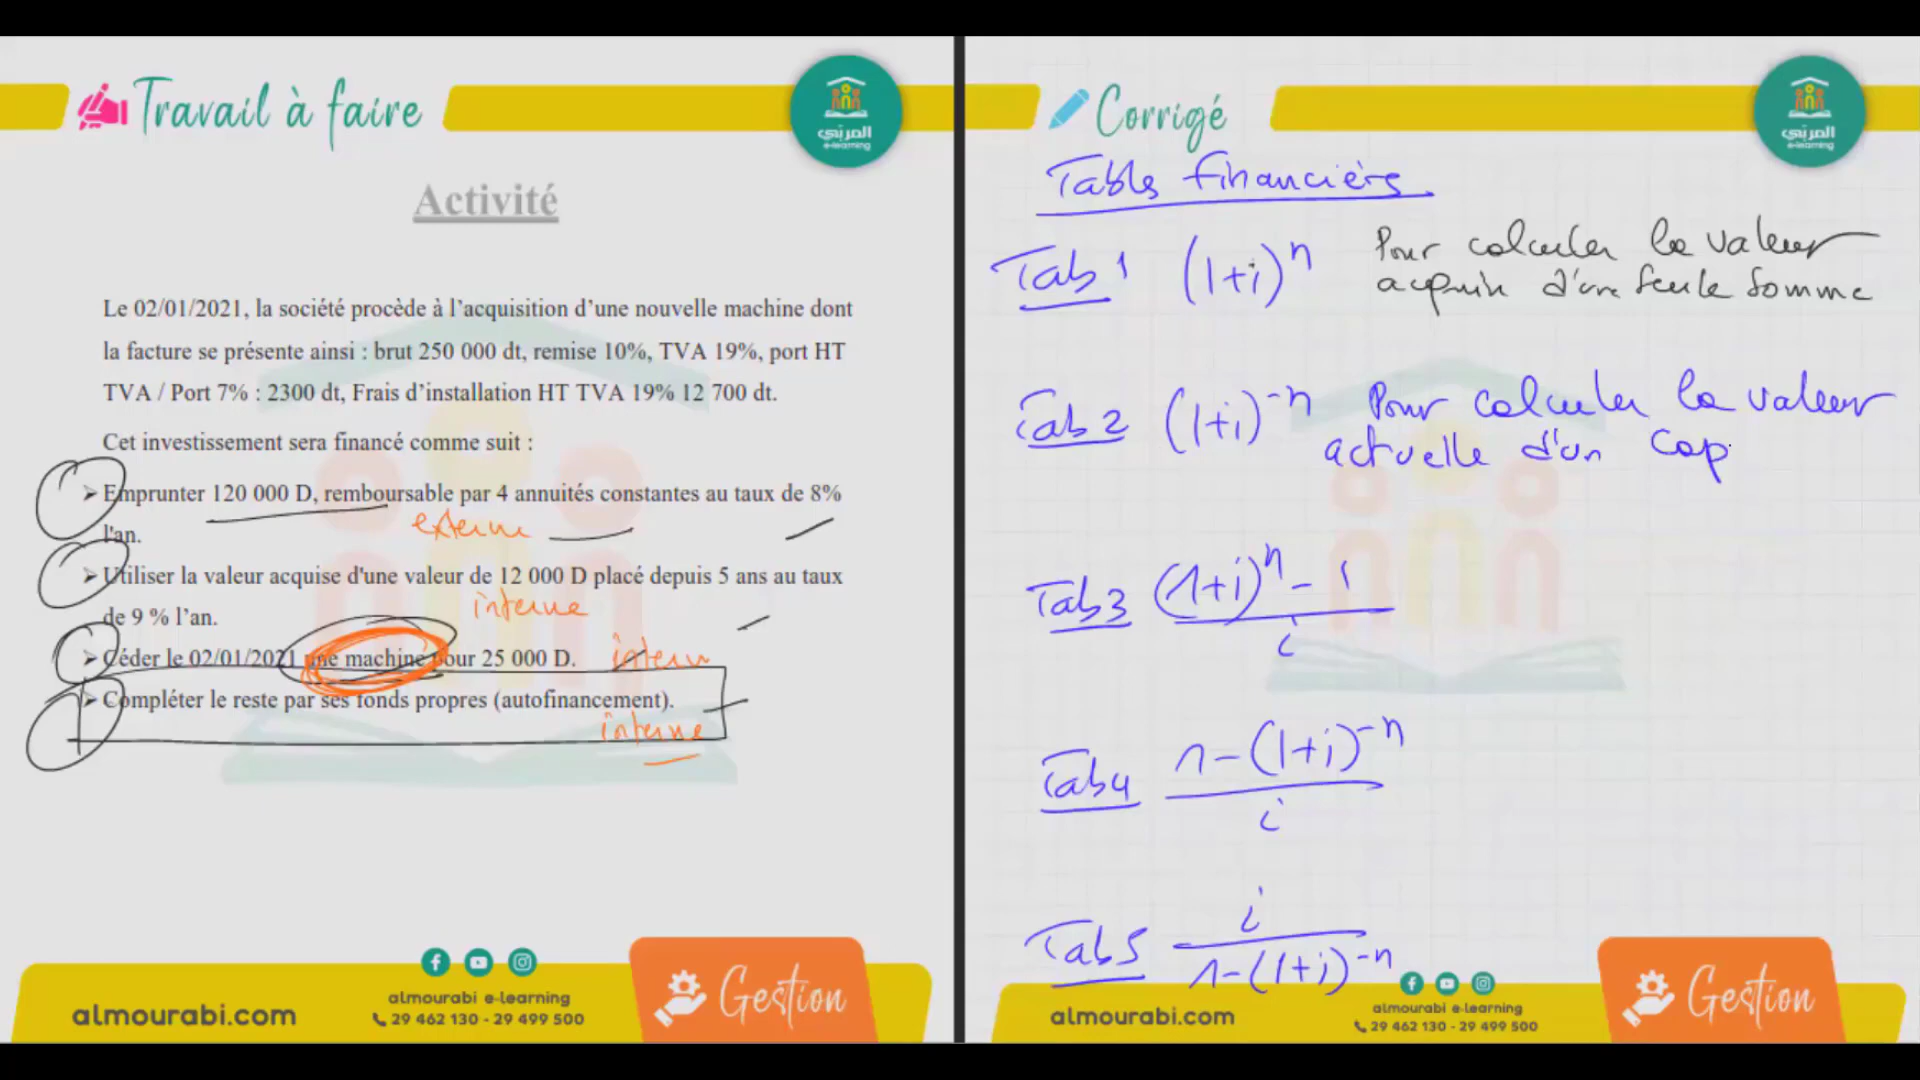 Travail à faire
المربّي
e-learning
Activité
Le 02/01/2021, la société procède à l’acquisition d’une nouvelle machine dont
la facture se présente ainsi : brut 250 000 dt, remise 10%, TVA 19%, port HT
TVA / Port 7% : 2300 dt, Frais d’installation HT TVA 19% 12 700 dt.
Cet investissement sera financé comme suit :
➢ Emprunter 120 000 D, remboursable par 4 annuités constantes au taux de 8%
externe
l'an.
➢ Utiliser la valeur acquise d'une valeur de 12 000 D placé depuis 5 ans au taux
interne
de 9 % l’an.
➢ Céder le 02/01/2021 une machine pour 25 000 D.
➢ Compléter le reste par ses fonds propres (autofinancement).
interne
almourabi.com
almourabi e-learning
29 462 130 - 29 499 500
Gestion
Corrigé
المربّي
e-learning
Tables financières
Tab 1 (1+i)^n Pour calculer la valeur
acquise d'une seule somme
Tab 2 (1+i)^-n Pour calculer la valeur
actuelle d'un cap
Tab 3 (1+i)^n - 1
i
Tab 4 1-(1+i)^-n
i
Tab 5 i
1-(1+i)^-n
almourabi.com
almourabi e-learning
29 462 130 - 29 499 500
Gestion